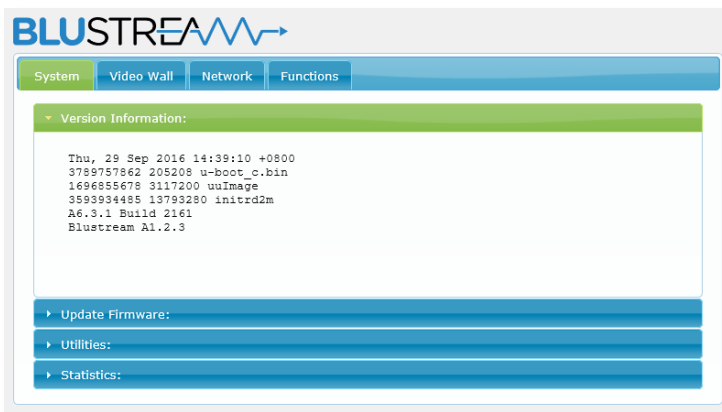 BLUSTREAM
System Video Wall Network Functions
Version Information:
Thu, 29 Sep 2016 14:39:10 +0800
3789757862 205208 u-boot_c.bin
1696855678 3117200 uuImage
3593934485 13793280 initrd2m
A6.3.1 Build 2161
Blustream A1.2.3
Update Firmware:
Utilities:
Statistics: